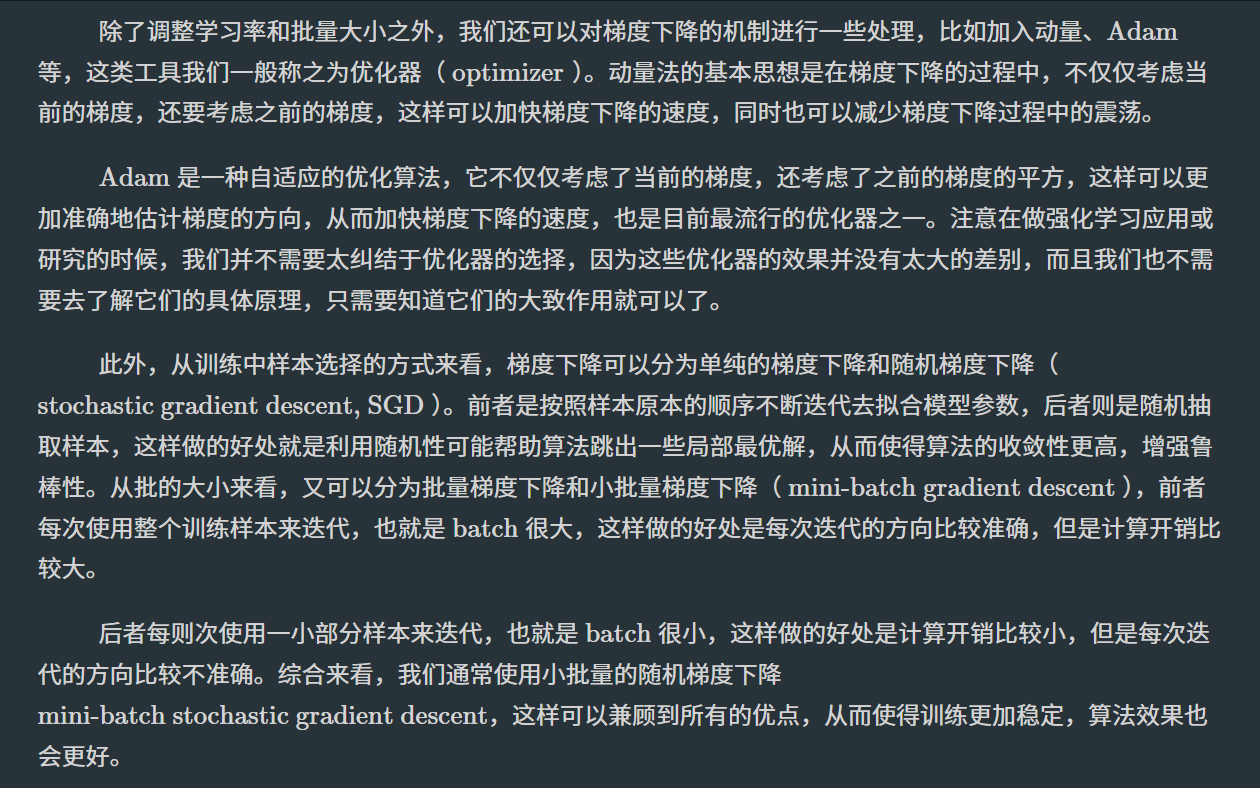 除了调整学习率和批量大小之外，我们还可以对梯度下降的机制进行一些处理，比如加入动量、Adam
等，这类工具我们一般称之为优化器（ optimizer ）。动量法的基本思想是在梯度下降的过程中，不仅仅考虑当
前的梯度，还要考虑之前的梯度，这样可以加快梯度下降的速度，同时也可以减少梯度下降过程中的震荡。
Adam 是一种自适应的优化算法，它不仅仅考虑了当前的梯度，还考虑了之前的梯度的平方，这样可以更
加准确地估计梯度的方向，从而加快梯度下降的速度，也是目前最流行的优化器之一。注意在做强化学习应用或
研究的时候，我们并不需要太纠结于优化器的选择，因为这些优化器的效果并没有太大的差别，而且我们也不需
要去了解它们的具体原理，只需要知道它们的大致作用就可以了。
此外，从训练中样本选择的方式来看，梯度下降可以分为单纯的梯度下降和随机梯度下降（
stochastic gradient descent, SGD ）。前者是按照样本原本的顺序不断迭代去拟合模型参数，后者则是随机抽
取样本，这样做的好处就是利用随机性可能帮助算法跳出一些局部最优解，从而使得算法的收敛性更高，增强鲁
棒性。从批的大小来看，又可以分为批量梯度下降和小批量梯度下降（ mini-batch gradient descent ），前者
每次使用整个训练样本来迭代，也就是 batch 很大，这样做的好处是每次迭代的方向比较准确，但是计算开销比
较大。
后者每则次使用一小部分样本来迭代，也就是 batch 很小，这样做的好处是计算开销比较小，但是每次迭
代的方向比较不准确。综合来看，我们通常使用小批量的随机梯度下降
mini-batch stochastic gradient descent，这样可以兼顾到所有的优点，从而使得训练更加稳定，算法效果也
会更好。